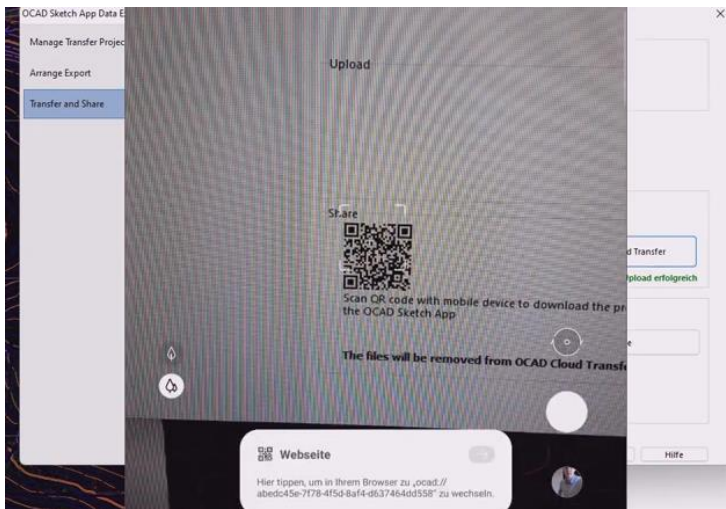 OCAD Sketch App Data E
Manage Transfer Projec
Arrange Export
Transfer and Share
Upload
Share
Scan QR code with mobile device to download the pr
the OCAD Sketch App
The files will be removed from OCAD Cloud Transfe
d Transfer
Upload erfolgreich
e
Hilfe
Webseite
Hier tippen, um in Ihrem Browser zu „ocad://
abedc45e-7f78-4f5d-8af4-d637464dd558" zu wechseln.